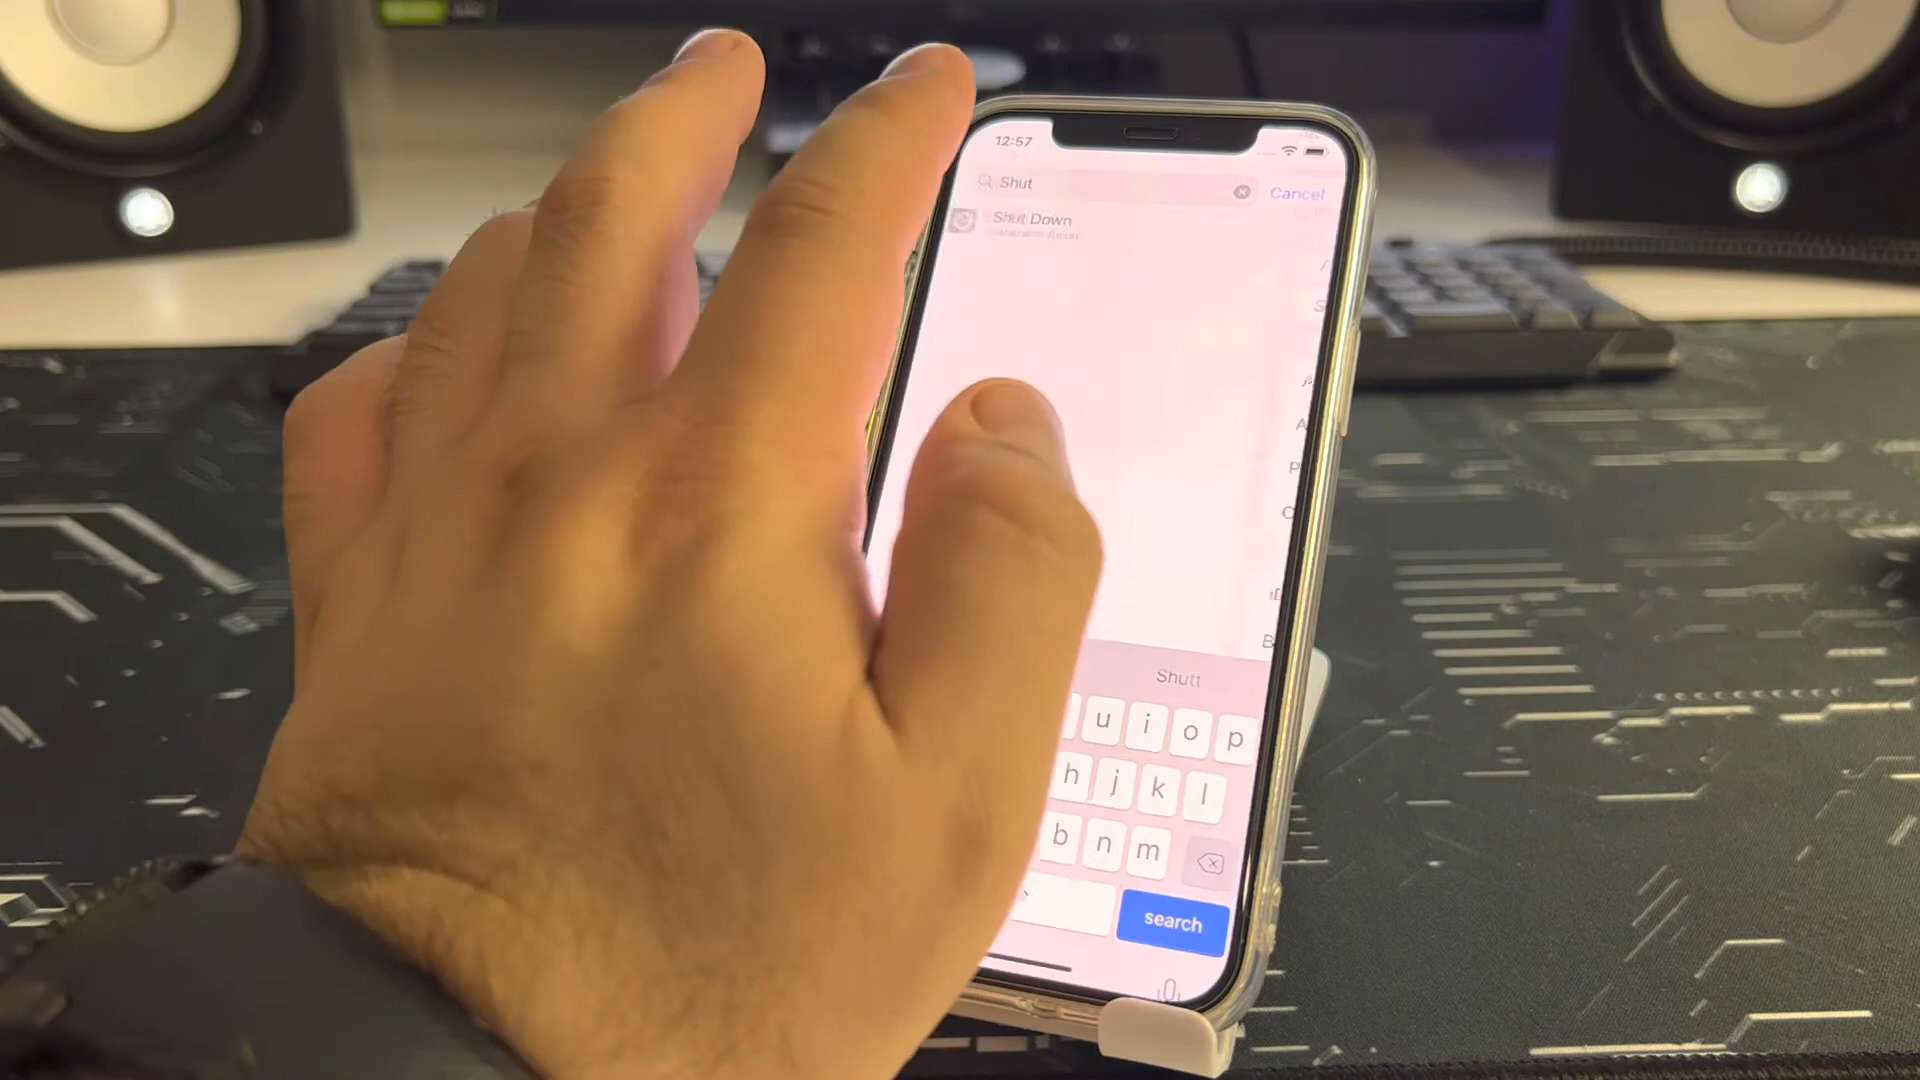 12:57
Shut
Cancel
Shut Down
Shutt
u i o p
h j k l
b n m
search